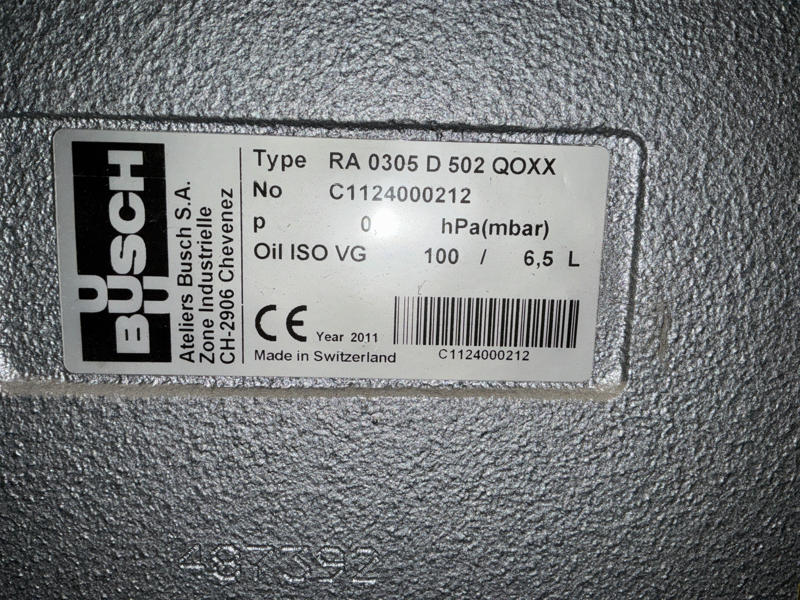 BUSCH
Ateliers Busch S.A.
Zone Industrielle
CH-2906 Chevenez
Type RA 0305 D 502 QOXX
No C1124000212
p 0, hPa(mbar)
Oil ISO VG 100 / 6,5 L
CE Year 2011
Made in Switzerland
C1124000212
487392